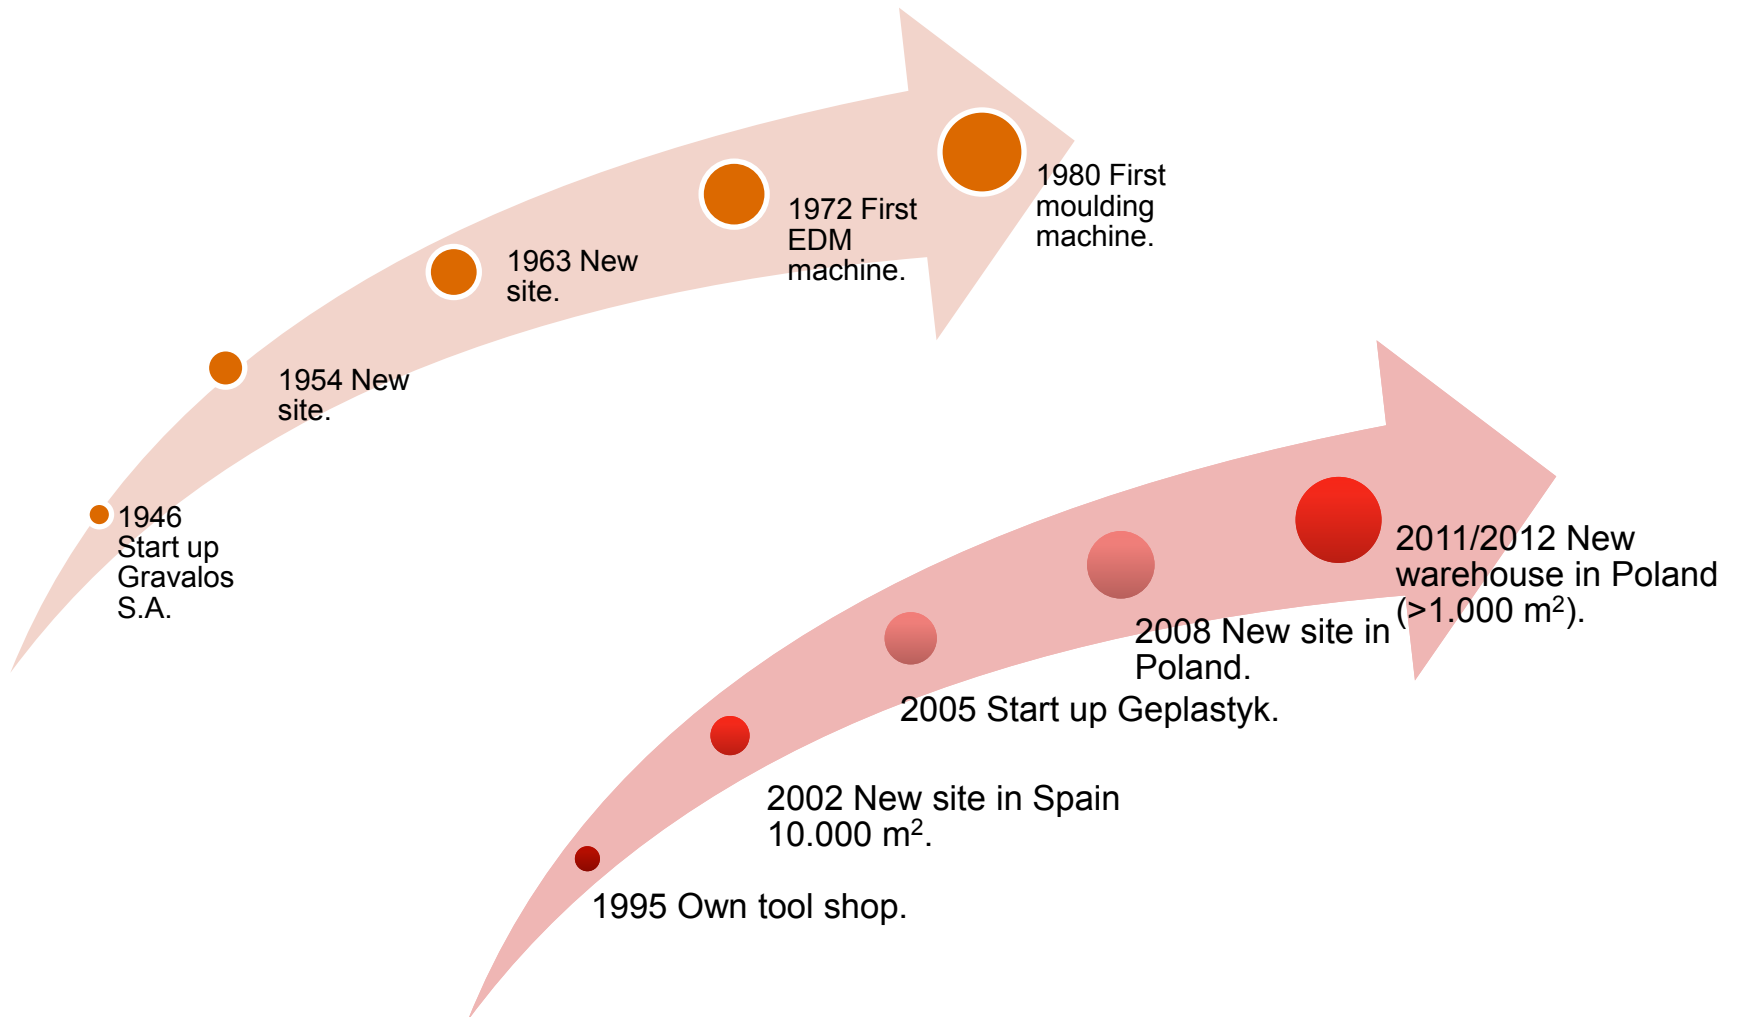 1946
Start up
Gravalos
S.A.
1954 New
site.
1963 New
site.
1972 First
EDM
machine.
1980 First
moulding
machine.
1995 Own tool shop.
2002 New site in Spain
10.000 m².
2005 Start up Geplastyk.
2008 New site in
Poland.
2011/2012 New
warehouse in Poland
(>1.000 m²).